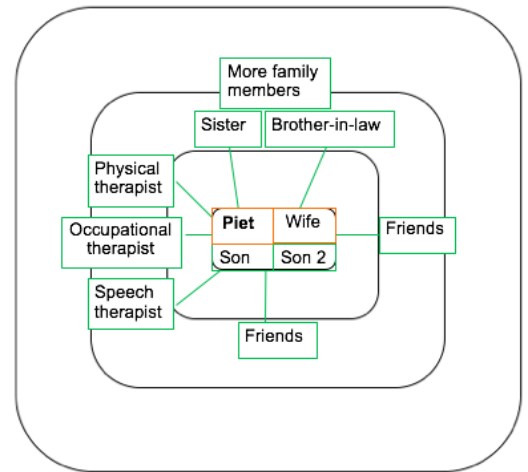 More family
members
Sister
Brother-in-law
Physical
therapist
Piet
Wife
Occupational
therapist
Friends
Son
Son 2
Speech
therapist
Friends